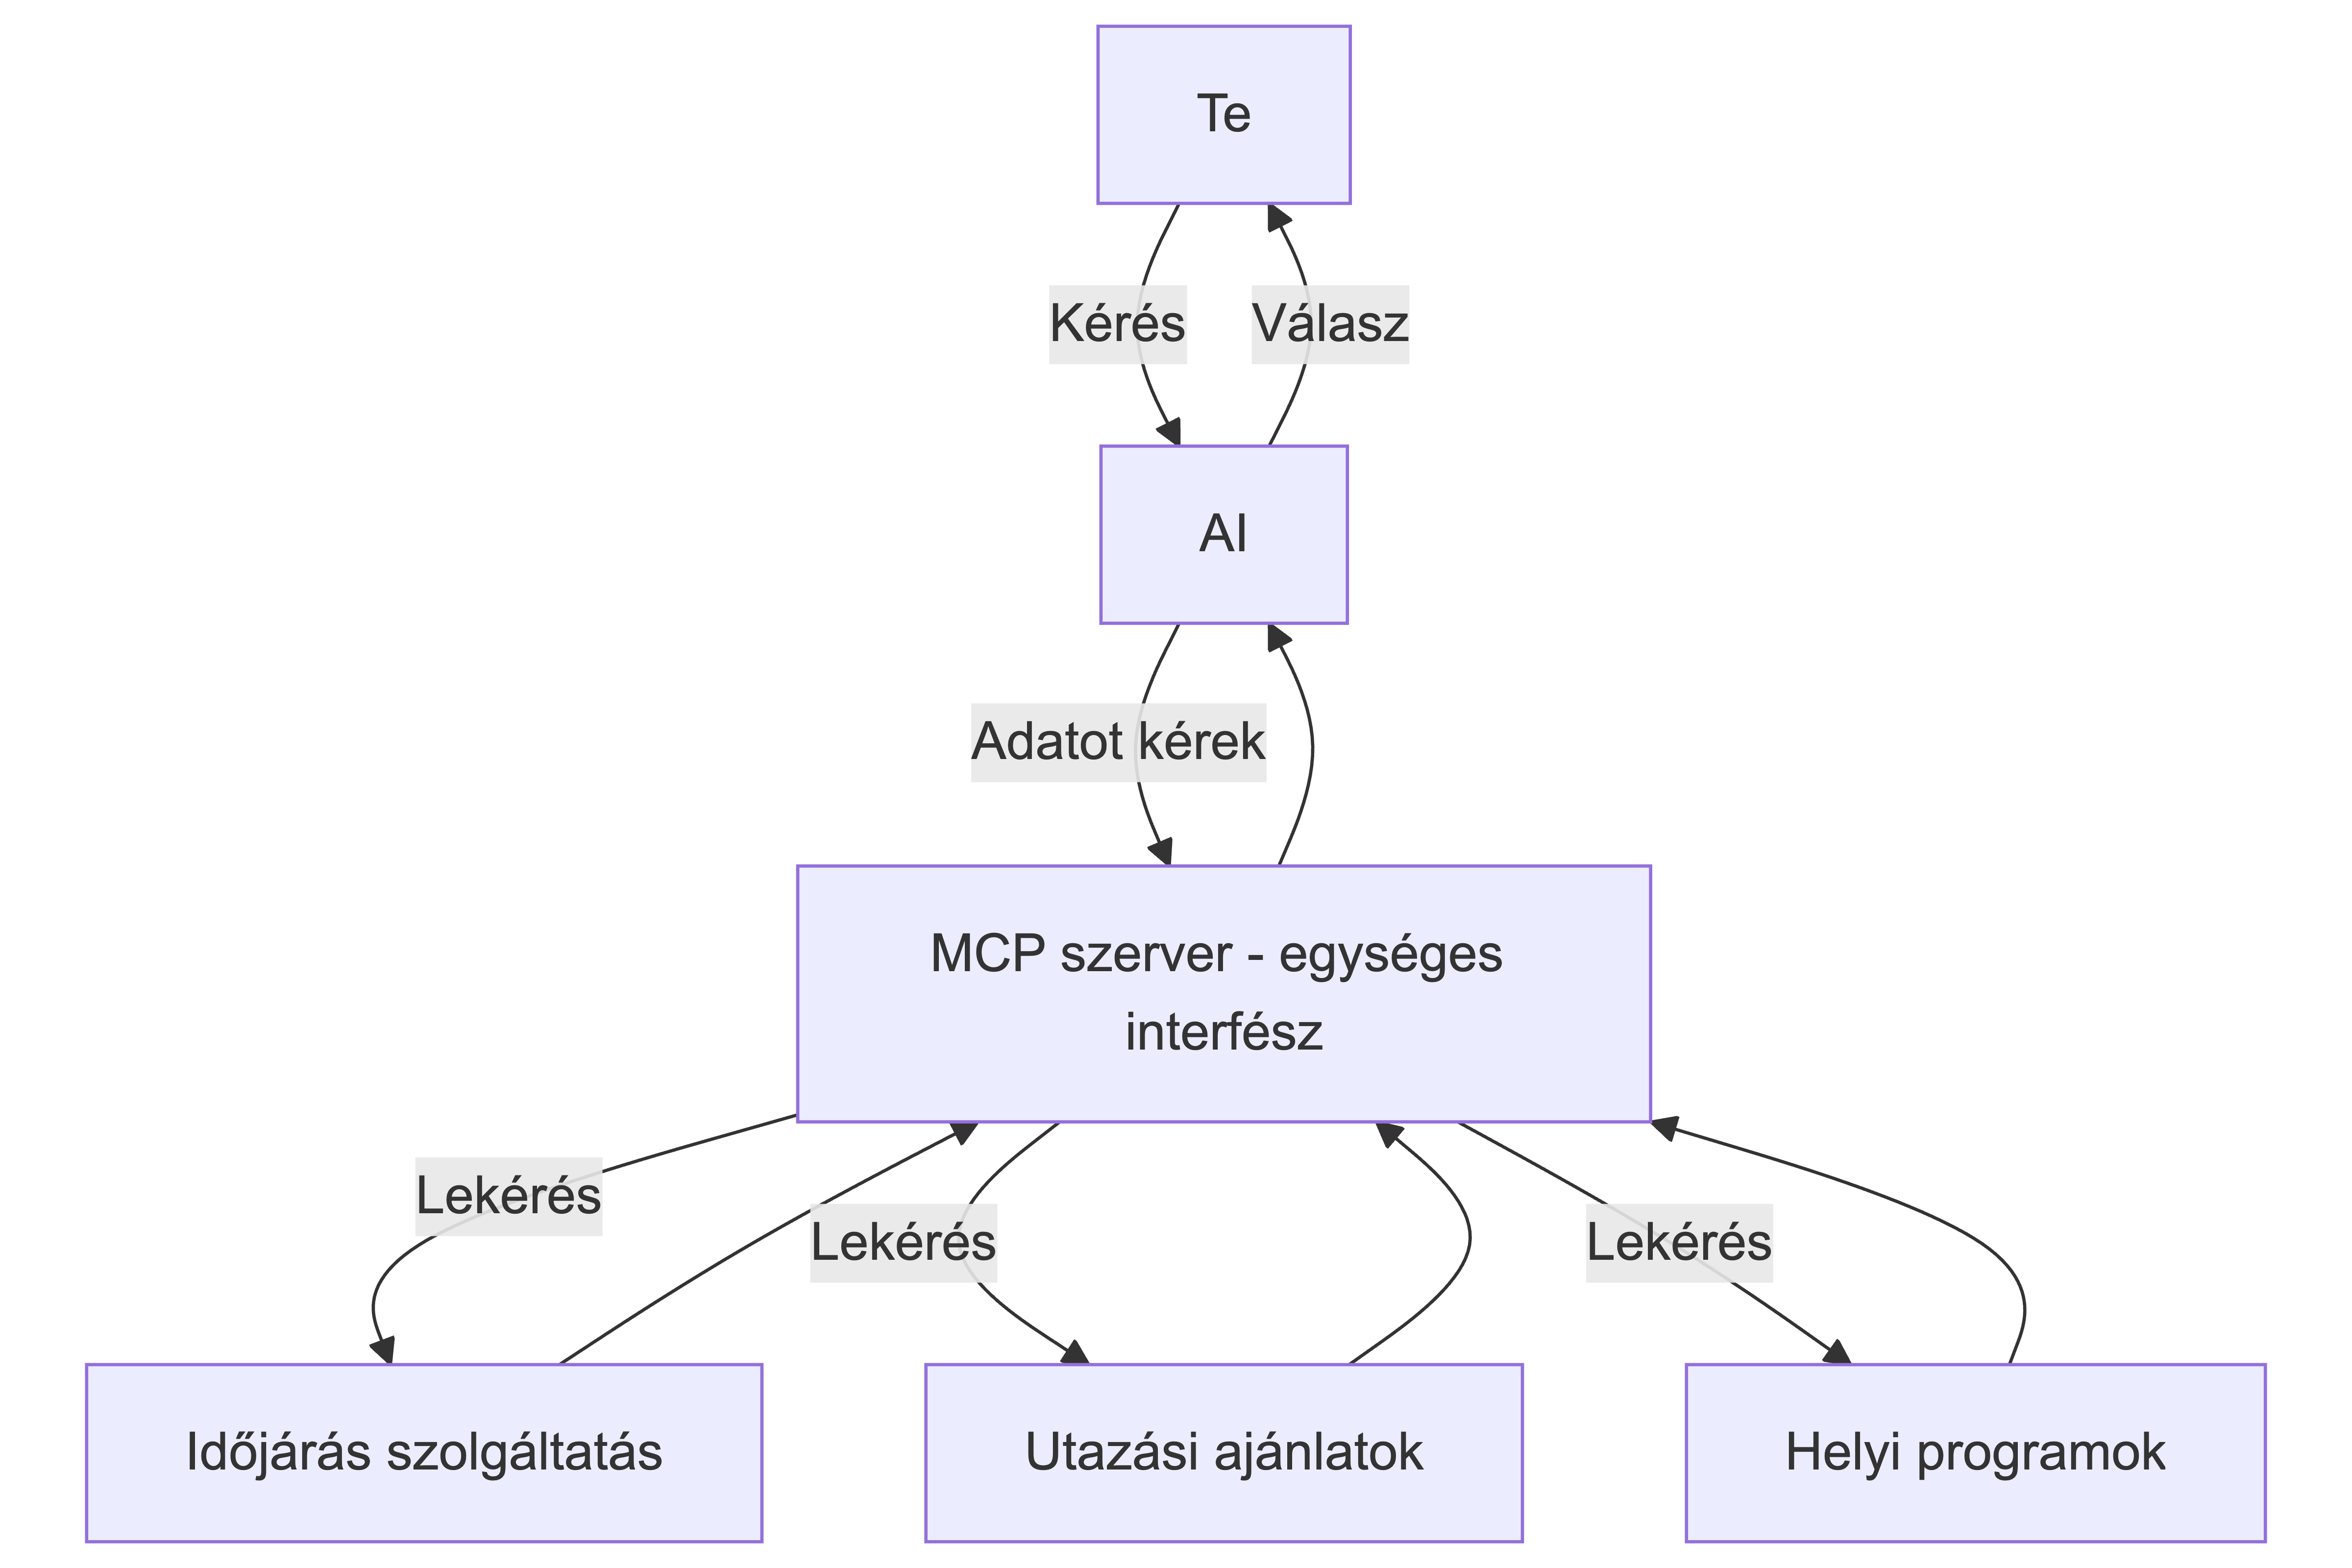 Te
Kérés
Válasz
AI
Adatot kérek
MCP szerver - egységes
interfész
Lekérés
Lekérés
Lekérés
Időjárás szolgáltatás
Utazási ajánlatok
Helyi programok